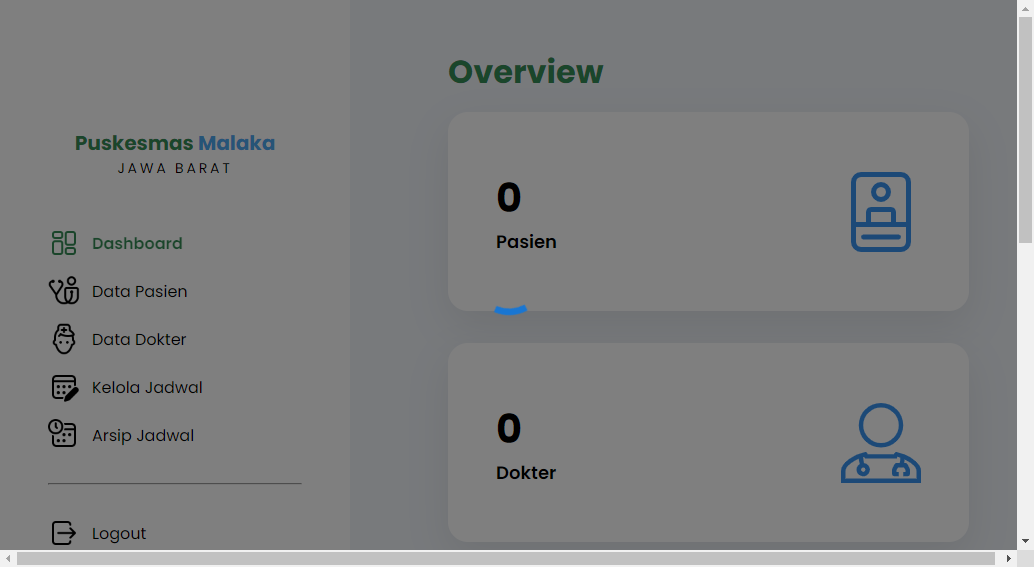 Puskesmas Malaka
JAWA BARAT
Dashboard
Data Pasien
Data Dokter
Kelola Jadwal
Arsip Jadwal
Logout
Overview
0
Pasien
0
Dokter